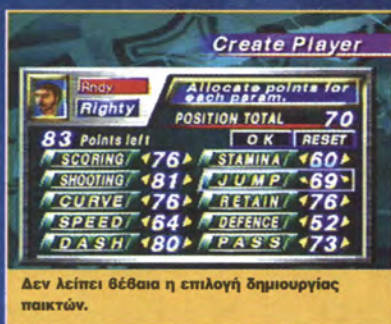 Create Player
Andy
Righty
Allocate points for
each param.
POSITION TOTAL 70
83 Points left OK RESET
SCORING 76 STAMINA 60
SHOOTING 81 JUMP 69
CURVE 76 RETAIN 76
SPEED 64 DEFENCE 52
DASH 80 PASS 73
Δεν λείπει βέβαια η επιλογή δημιουργίας
παικτών.